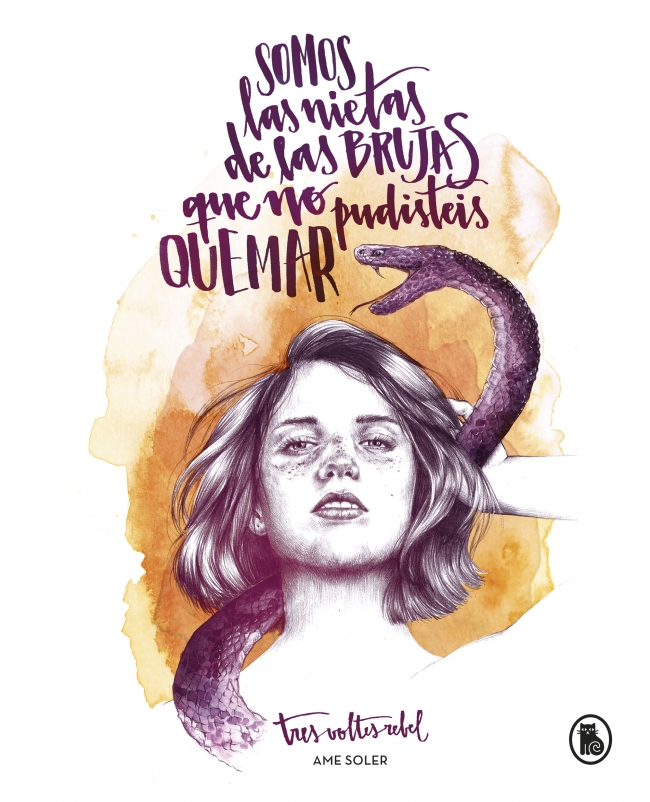 SOMOS
las nietas
de las BRUJAS
que no pudisteis
QUEMAR
tres voltes rebel
AME SOLER